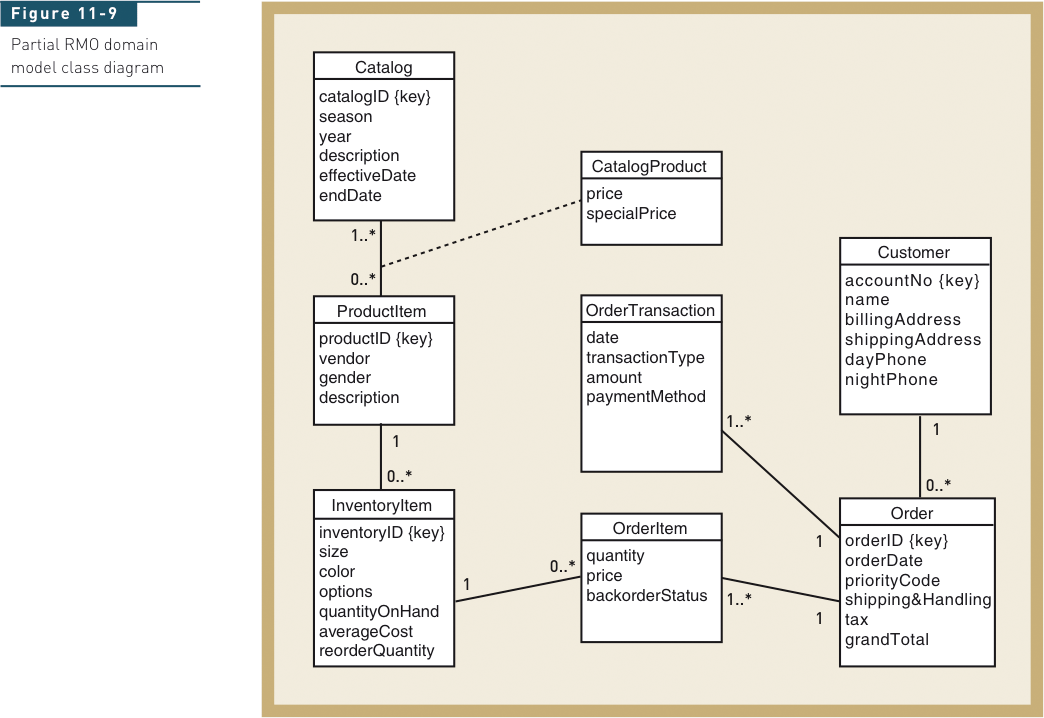 Figure 11-9
Partial RMO domain
model class diagram
Catalog
catalogID {key}
season
year
description
effectiveDate
endDate
1..*
0..*
CatalogProduct
price
specialPrice
ProductItem
productID {key}
vendor
gender
description
1
0..*
OrderTransaction
date
transactionType
amount
paymentMethod
1..*
1
Customer
accountNo {key}
name
billingAddress
shippingAddress
dayPhone
nightPhone
1
0..*
InventoryItem
inventoryID {key}
size
color
options
quantityOnHand
averageCost
reorderQuantity
1
0..*
OrderItem
quantity
price
backorderStatus
1..*
1
Order
orderID {key}
orderDate
priorityCode
shipping&Handling
tax
grandTotal